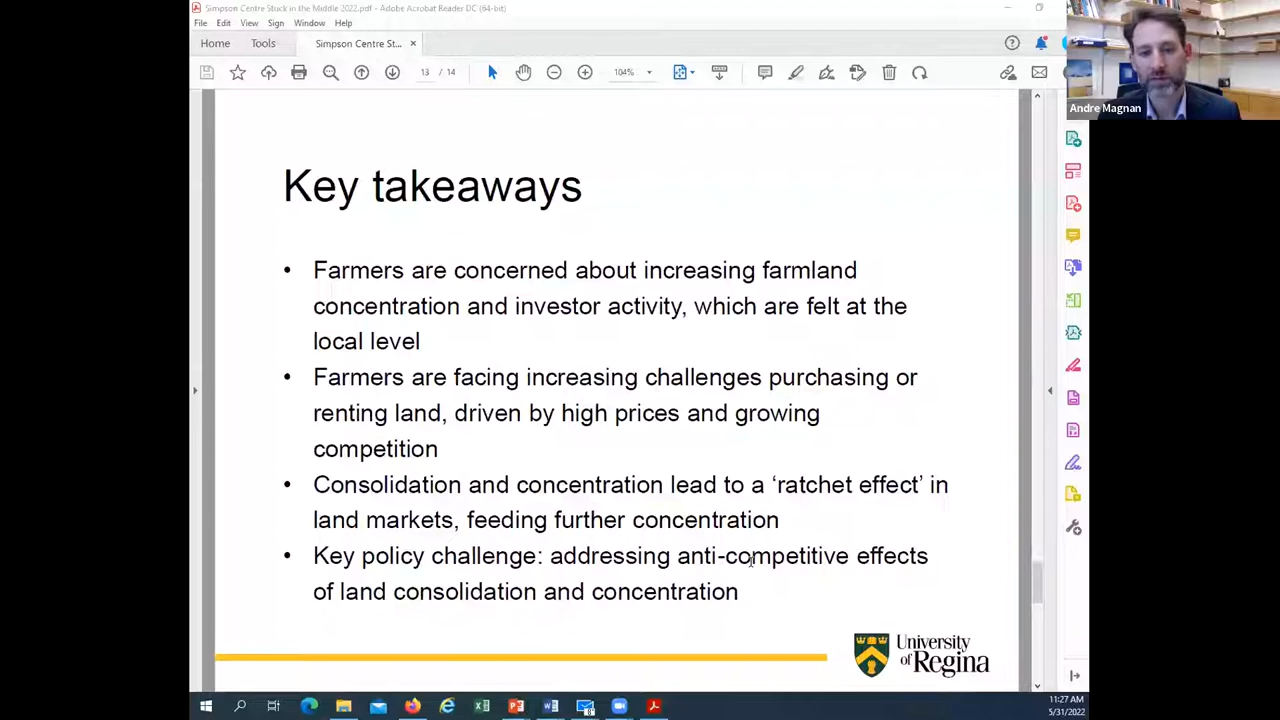 Simpson Centre Stuck in the Middle 2022.pdf - Adobe Acrobat Reader DC (64-bit)
File Edit View Sign Window Help
Home Tools Simpson Centre St... ×
13 / 14 104%
Andre Magnan
Key takeaways
• Farmers are concerned about increasing farmland
concentration and investor activity, which are felt at the
local level
• Farmers are facing increasing challenges purchasing or
renting land, driven by high prices and growing
competition
• Consolidation and concentration lead to a ‘ratchet effect’ in
land markets, feeding further concentration
• Key policy challenge: addressing anti-competitive effects
of land consolidation and concentration
University
of Regina
11:27 AM
5/31/2022